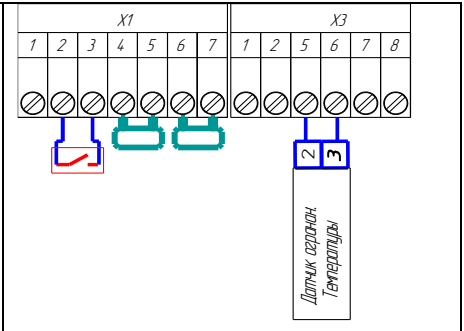 X1 X3
1 2 3 4 5 6 7 1 2 5 6 7 8
2 3
Датчик огранан.
Температуры